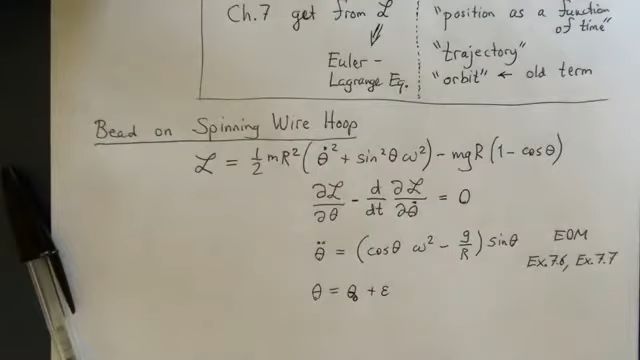 Ch.7 get from ℒ
⇓
Euler-
Lagrange Eq.
"position as a function
of time"
"trajectory"
"orbit" ← old term
Bead on Spinning Wire Hoop
ℒ = 1/2 mR² (θ̇² + sin²θ ω²) - mgR (1 - cosθ)
∂ℒ/∂θ - d/dt ∂ℒ/∂θ̇ = 0
θ̈ = (cosθ ω² - g/R) sinθ EOM
Ex.7.6, Ex.7.7
θ = θ₀ + ε